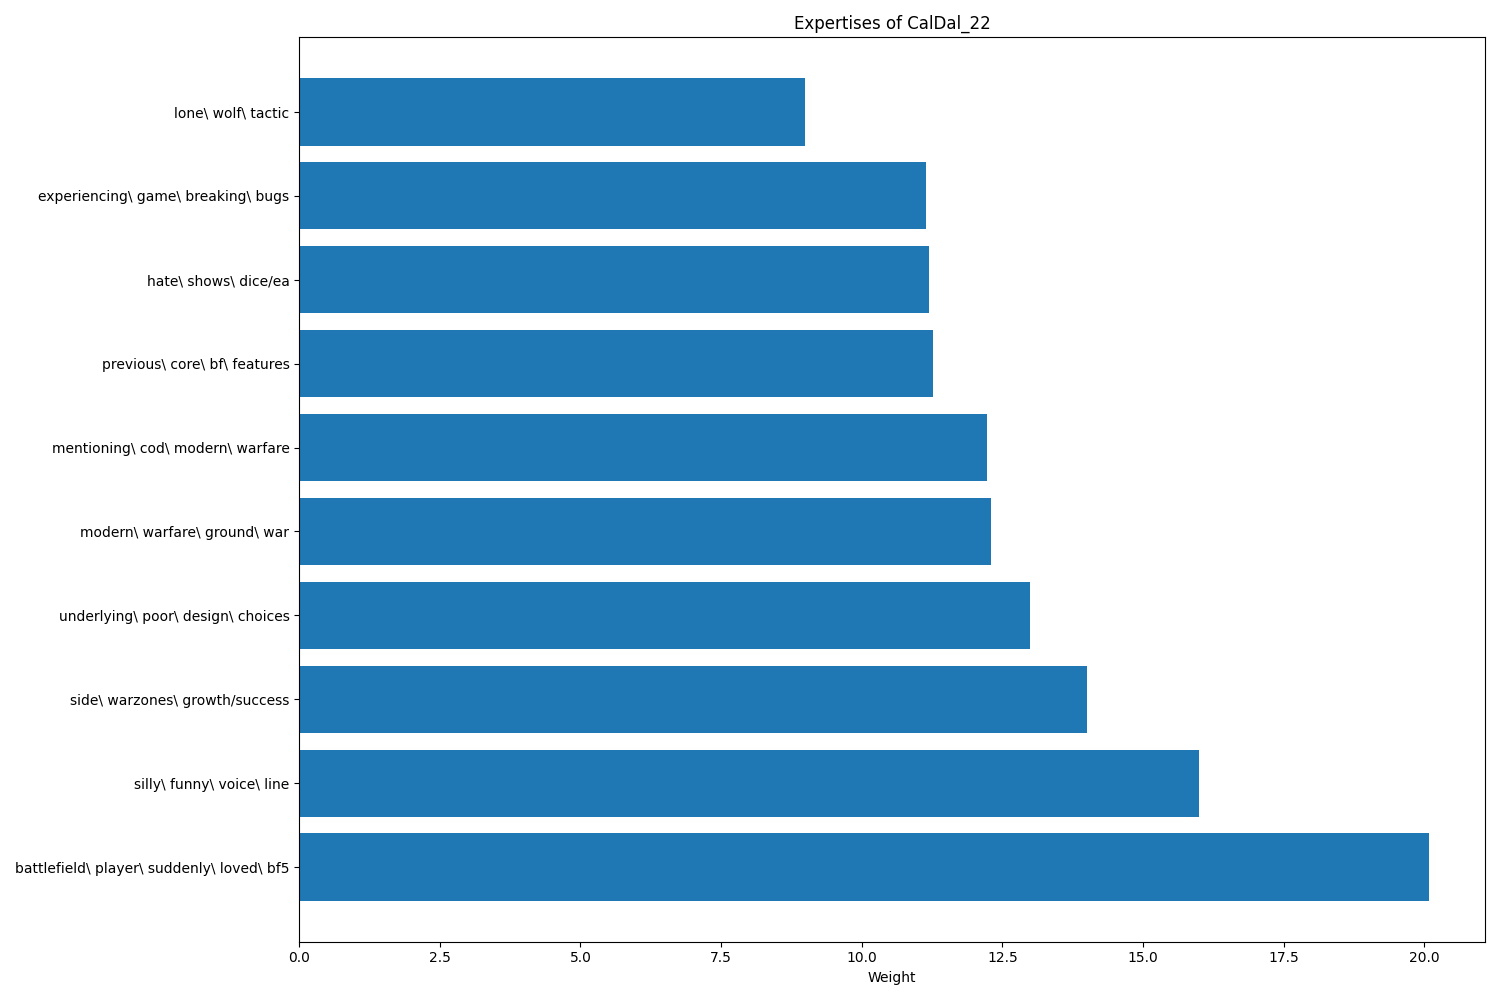 Expertises of CalDal_22
lone\ wolf\ tactic
experiencing\ game\ breaking\ bugs
hate\ shows\ dice/ea
previous\ core\ bf\ features
mentioning\ cod\ modern\ warfare
modern\ warfare\ ground\ war
underlying\ poor\ design\ choices
side\ warzones\ growth/success
silly\ funny\ voice\ line
battlefield\ player\ suddenly\ loved\ bf5
0.0 2.5 5.0 7.5 10.0 12.5 15.0 17.5 20.0
Weight